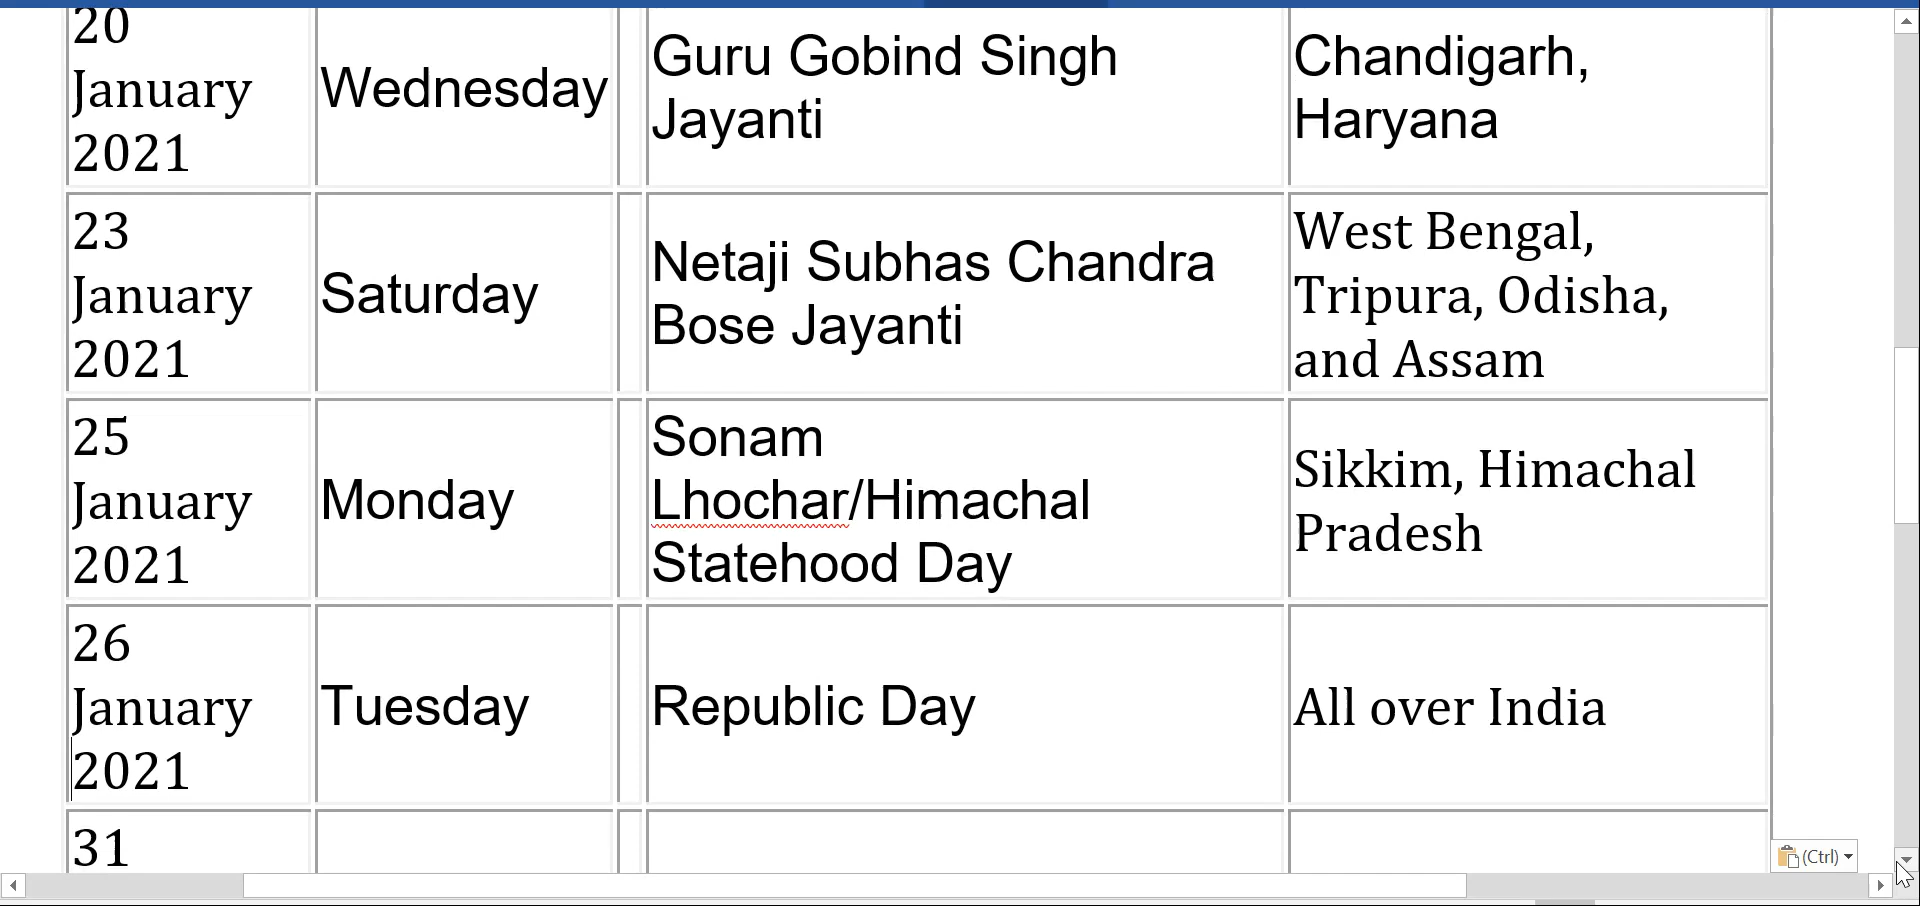 20
January
2021
Wednesday
Guru Gobind Singh
Jayanti
Chandigarh,
Haryana
23
January
2021
Saturday
Netaji Subhas Chandra
Bose Jayanti
West Bengal,
Tripura, Odisha,
and Assam
25
January
2021
Monday
Sonam
Lhochar/Himachal
Statehood Day
Sikkim, Himachal
Pradesh
26
January
2021
Tuesday
Republic Day
All over India
31
(Ctrl)